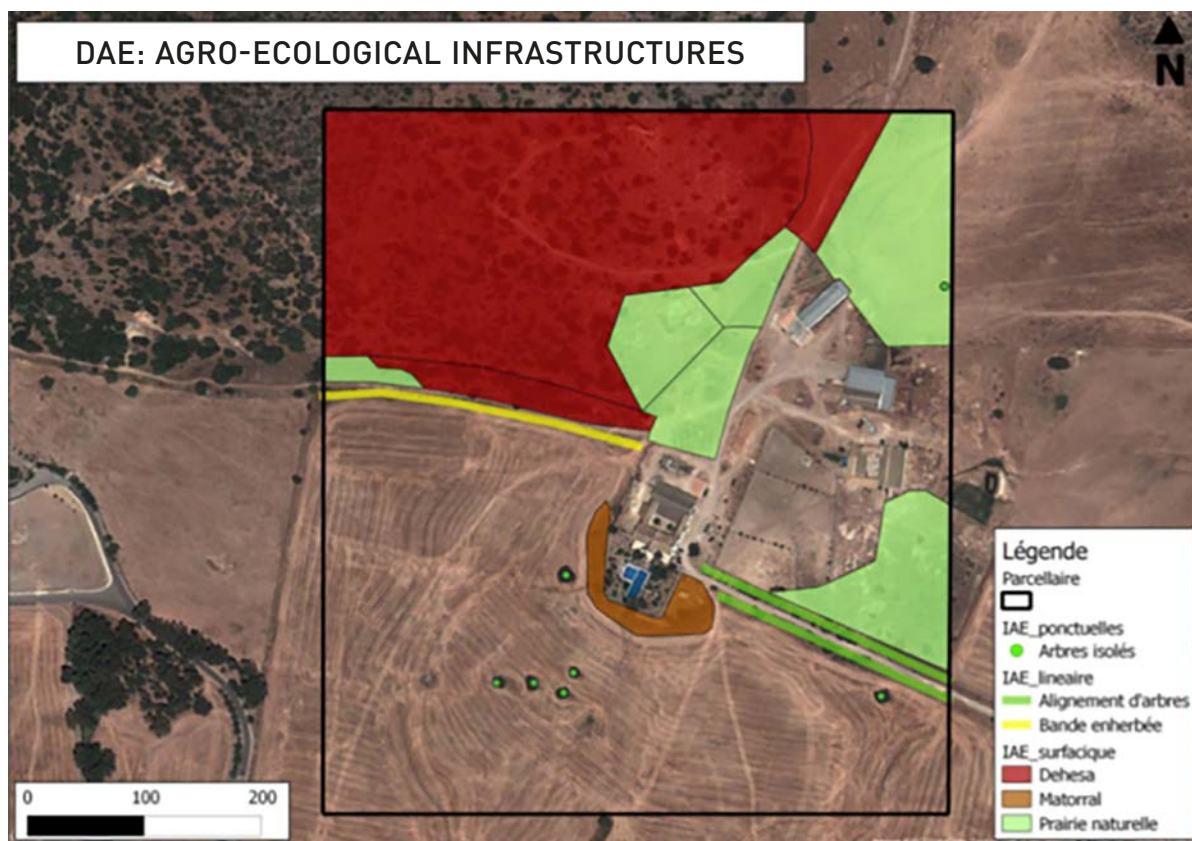 DAE: AGRO-ECOLOGICAL INFRASTRUCTURES
N
Légende
Parcellaire
IAE_ponctuelles
Arbres isolés
IAE_lineaire
Alignement d'arbres
Bande enherbée
IAE_surfacique
Dehesa
Matorral
Prairie naturelle
0 100 200